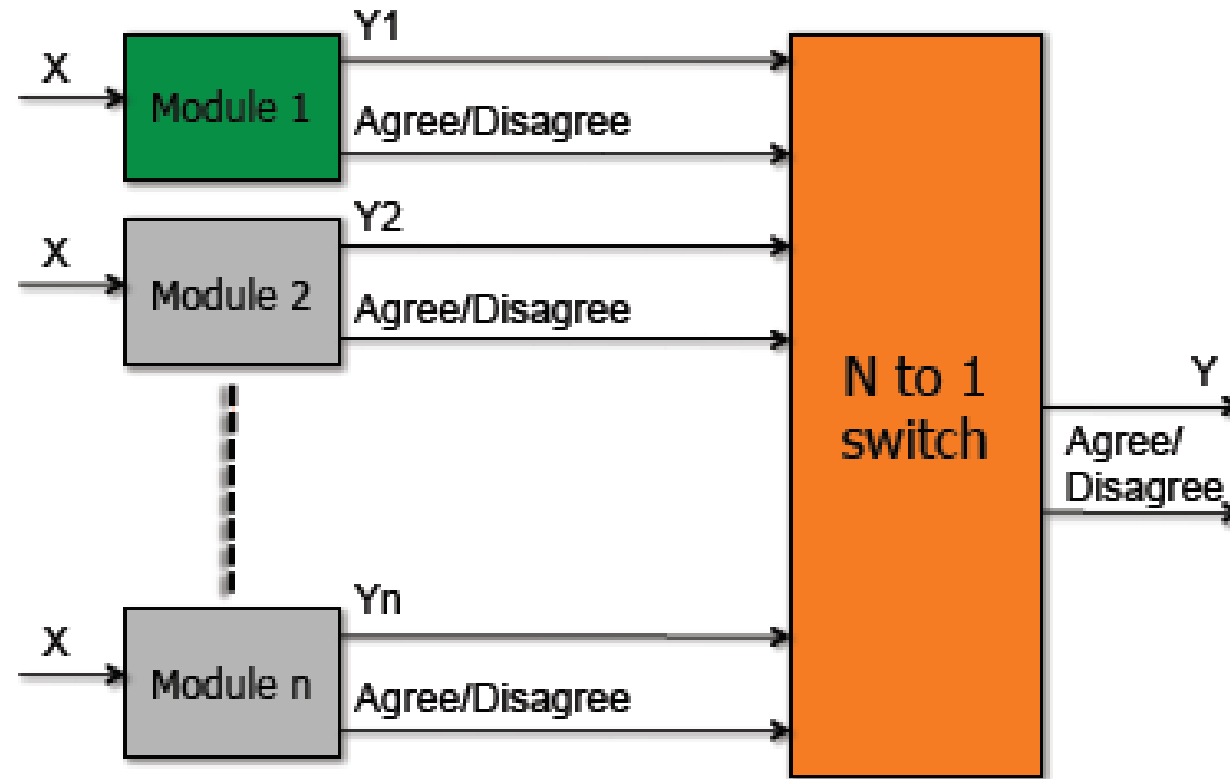 Y1
X
Module 1
Agree/Disagree
Y2
X
Module 2
Agree/Disagree
N to 1
switch
Y
Agree/
Disagree
Yn
X
Module n
Agree/Disagree